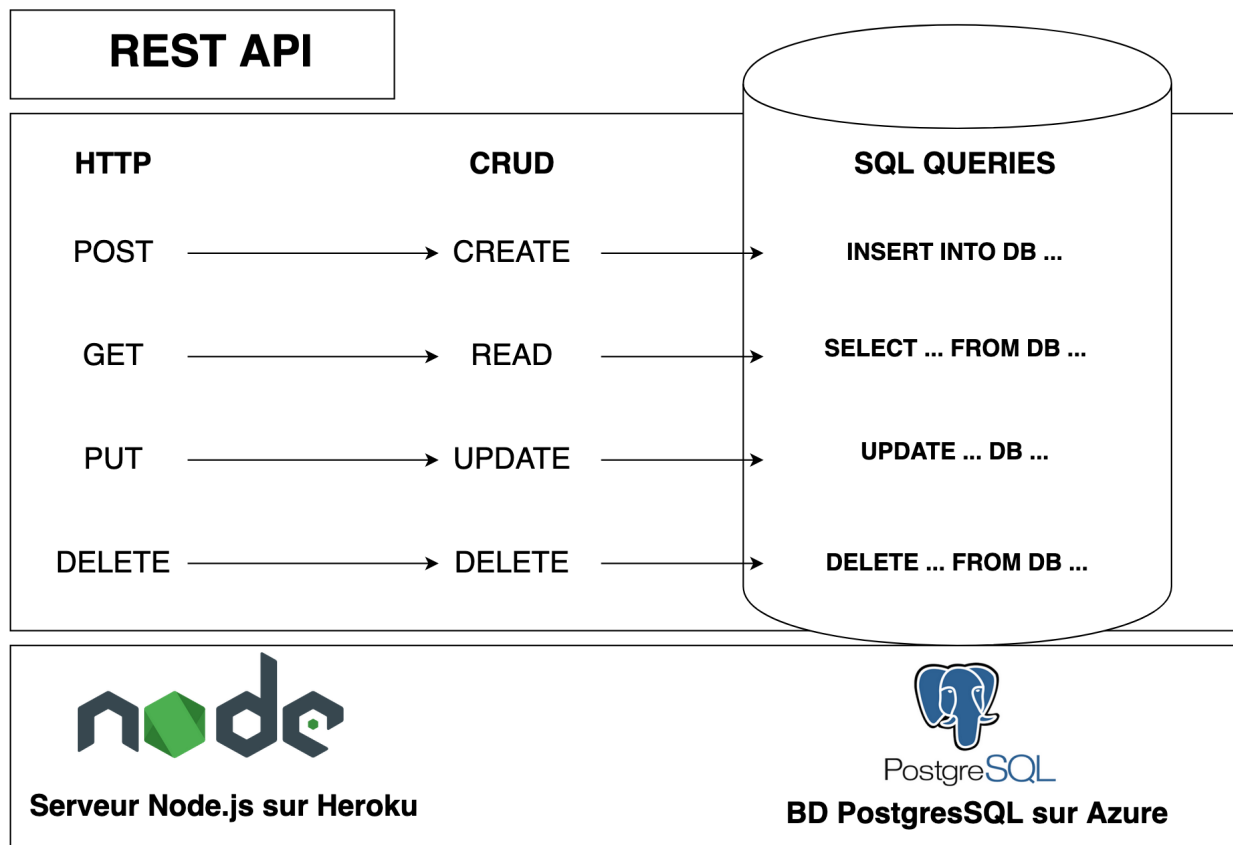 REST API
HTTP CRUD SQL QUERIES
POST CREATE INSERT INTO DB ...
GET READ SELECT ... FROM DB ...
PUT UPDATE UPDATE ... DB ...
DELETE DELETE DELETE ... FROM DB ...
node
PostgreSQL
Serveur Node.js sur Heroku
BD PostgresSQL sur Azure